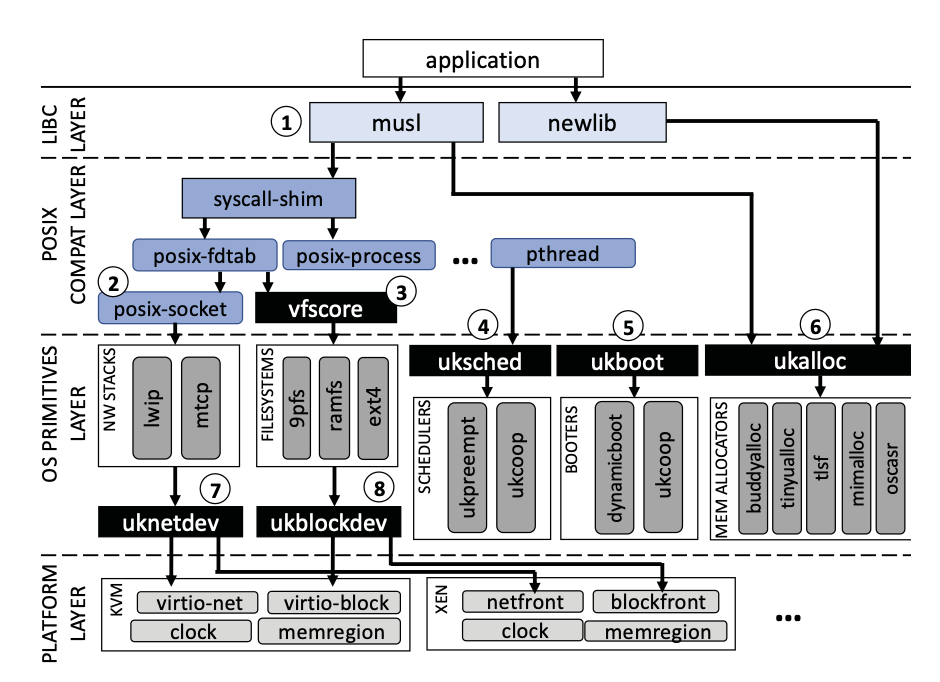 application
LIBC
LAYER
1
musl
newlib
POSIX
COMPAT LAYER
syscall-shim
posix-fdtab
posix-process
...
pthread
2
posix-socket
3
vfscore
4
5
6
OS PRIMITIVES
LAYER
NW STACKS
lwip
mtcp
FILESYSTEMS
9pfs
ramfs
ext4
uksched
SCHEDULERS
ukpreempt
ukcoop
ukboot
BOOTERS
dynamicboot
ukcoop
ukalloc
MEM ALLOCATORS
buddyalloc
tinyualloc
tlsf
mimalloc
oscasr
7
8
uknetdev
ukblockdev
PLATFORM
LAYER
KVM
virtio-net
virtio-block
clock
memregion
XEN
netfront
blockfront
clock
memregion
...